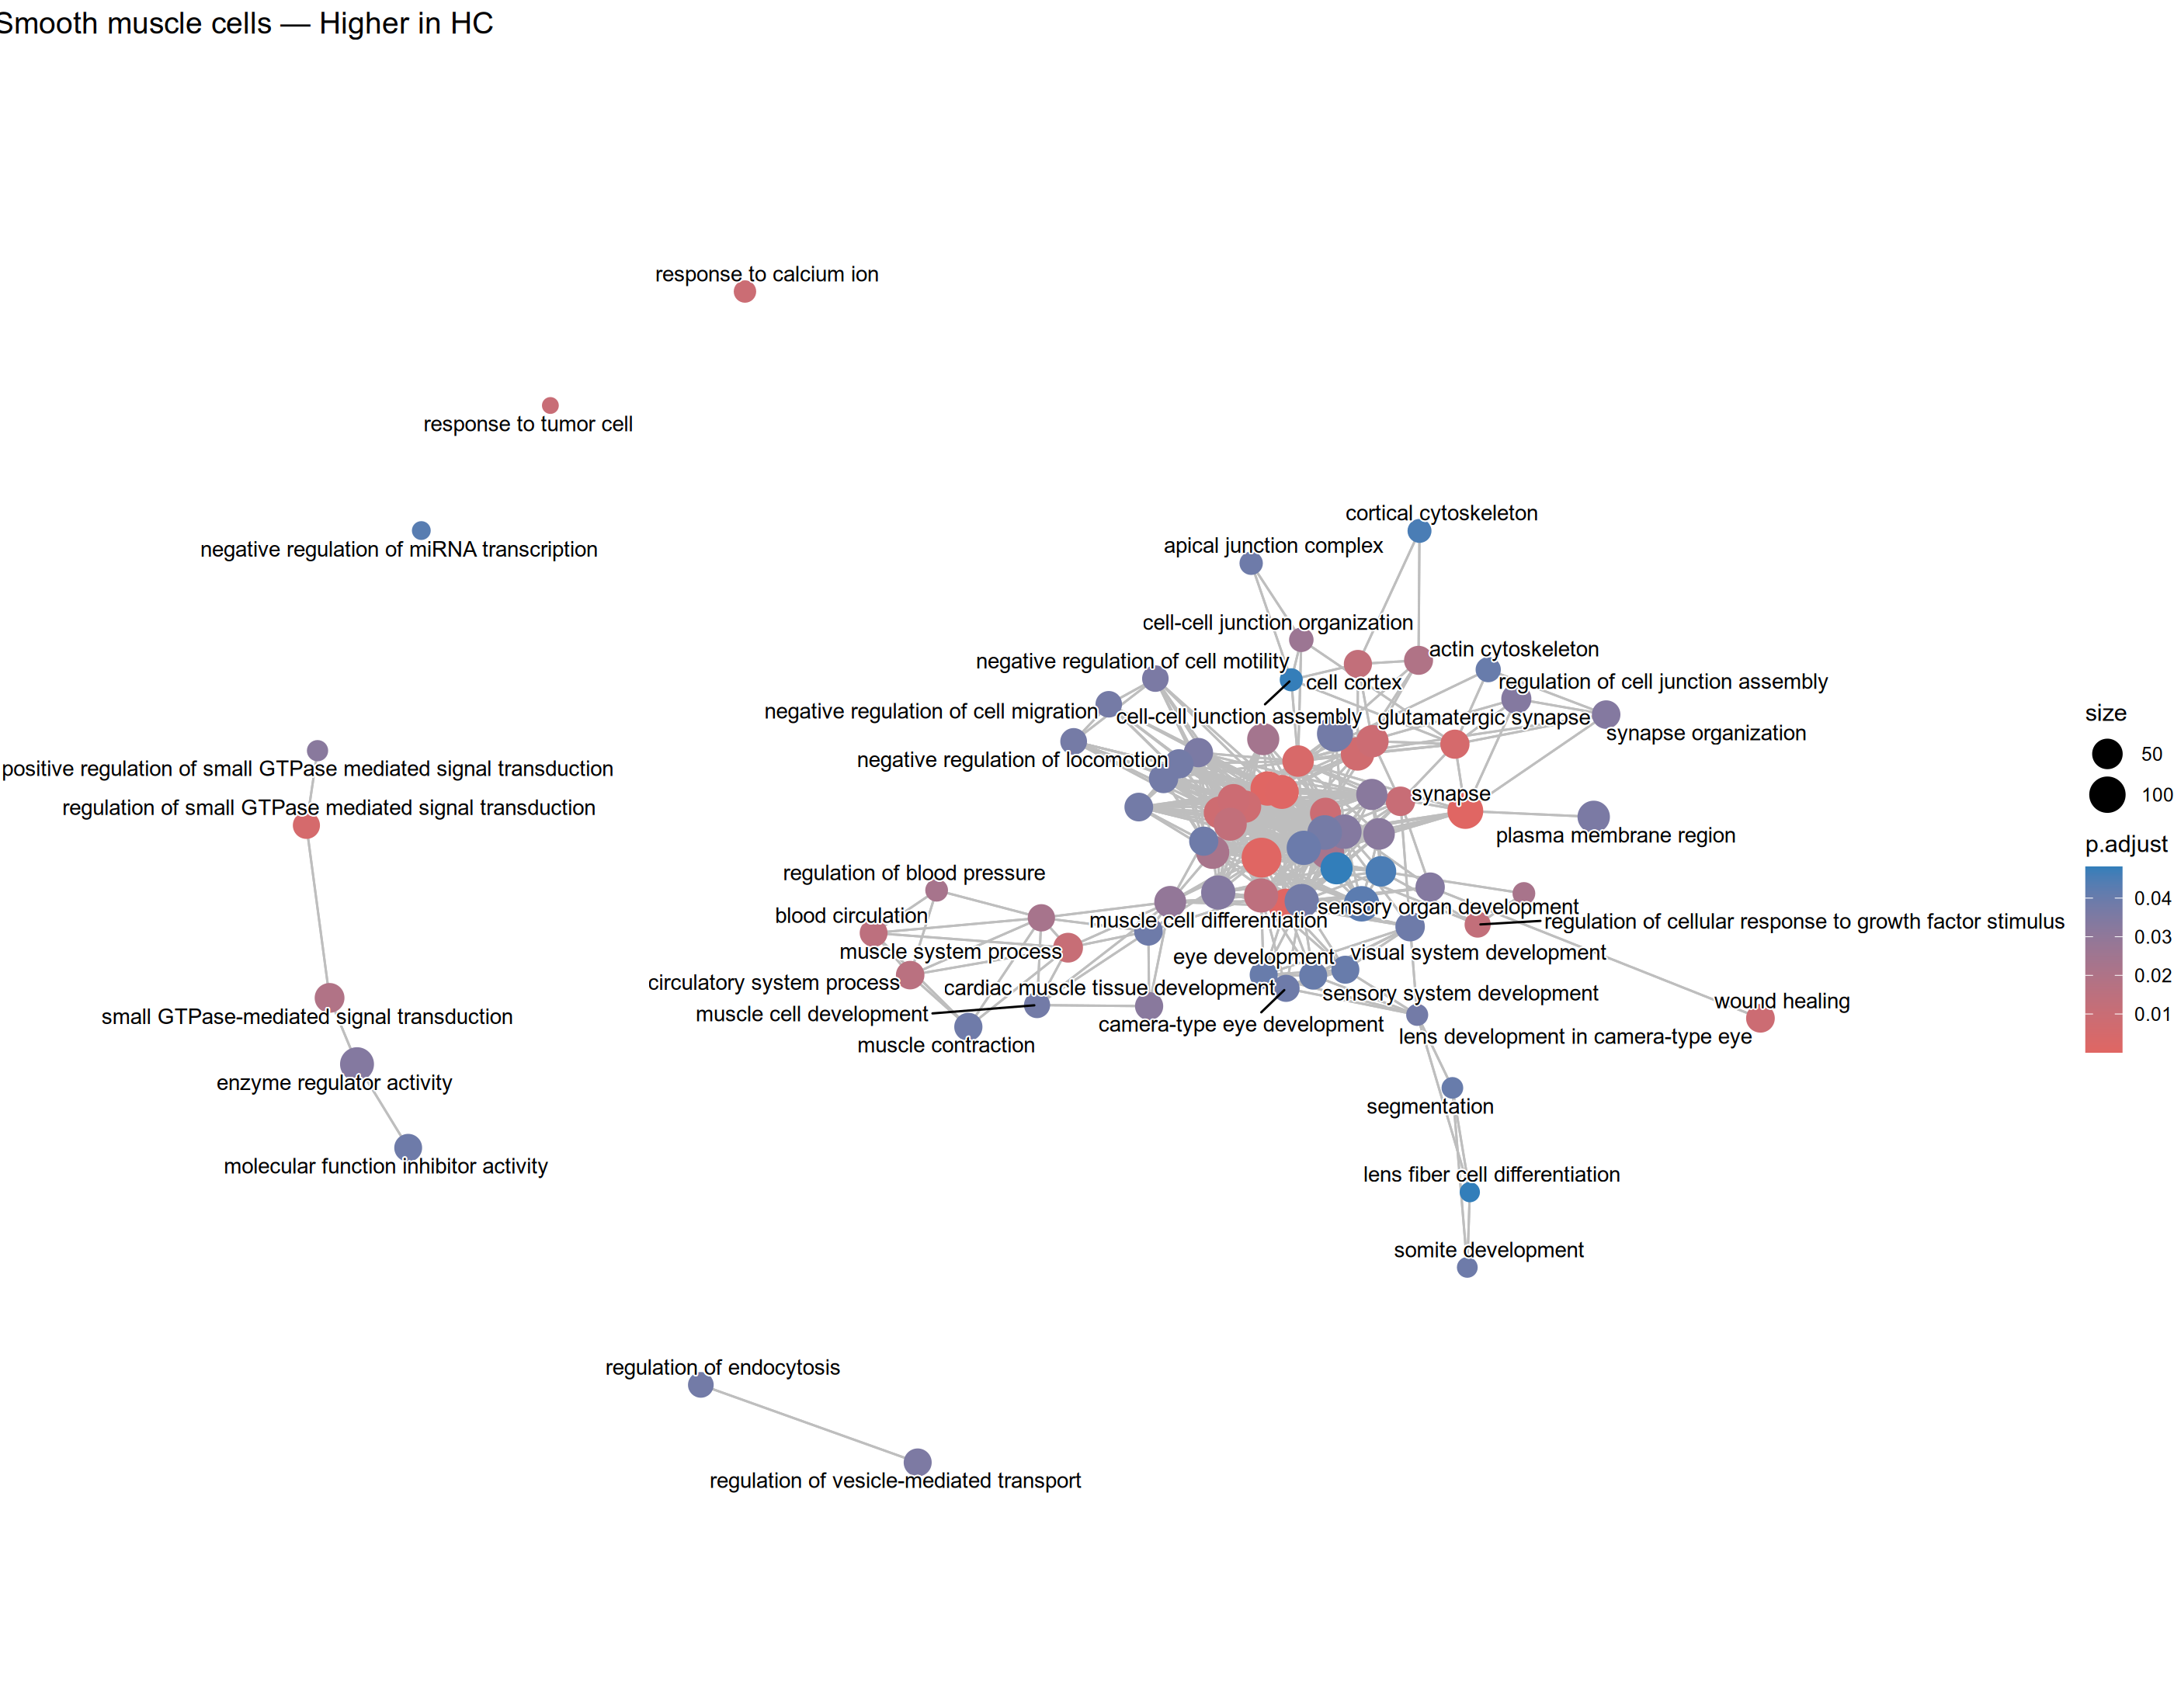 Smooth muscle cells — Higher in HC
response to calcium ion
response to tumor cell
negative regulation of miRNA transcription
cortical cytoskeleton
apical junction complex
cell-cell junction organization
actin cytoskeleton
negative regulation of cell motility
cell cortex
regulation of cell junction assembly
negative regulation of cell migration
cell-cell junction assembly
glutamatergic synapse
synapse organization
negative regulation of locomotion
positive regulation of small GTPase mediated signal transduction
regulation of small GTPase mediated signal transduction
synapse
plasma membrane region
regulation of blood pressure
blood circulation
muscle cell differentiation
sensory organ development
regulation of cellular response to growth factor stimulus
muscle system process
eye development
visual system development
circulatory system process
cardiac muscle tissue development
sensory system development
wound healing
muscle cell development
camera-type eye development
small GTPase-mediated signal transduction
muscle contraction
lens development in camera-type eye
enzyme regulator activity
segmentation
molecular function inhibitor activity
lens fiber cell differentiation
somite development
regulation of endocytosis
regulation of vesicle-mediated transport
size
50
100
p.adjust
0.04
0.03
0.02
0.01